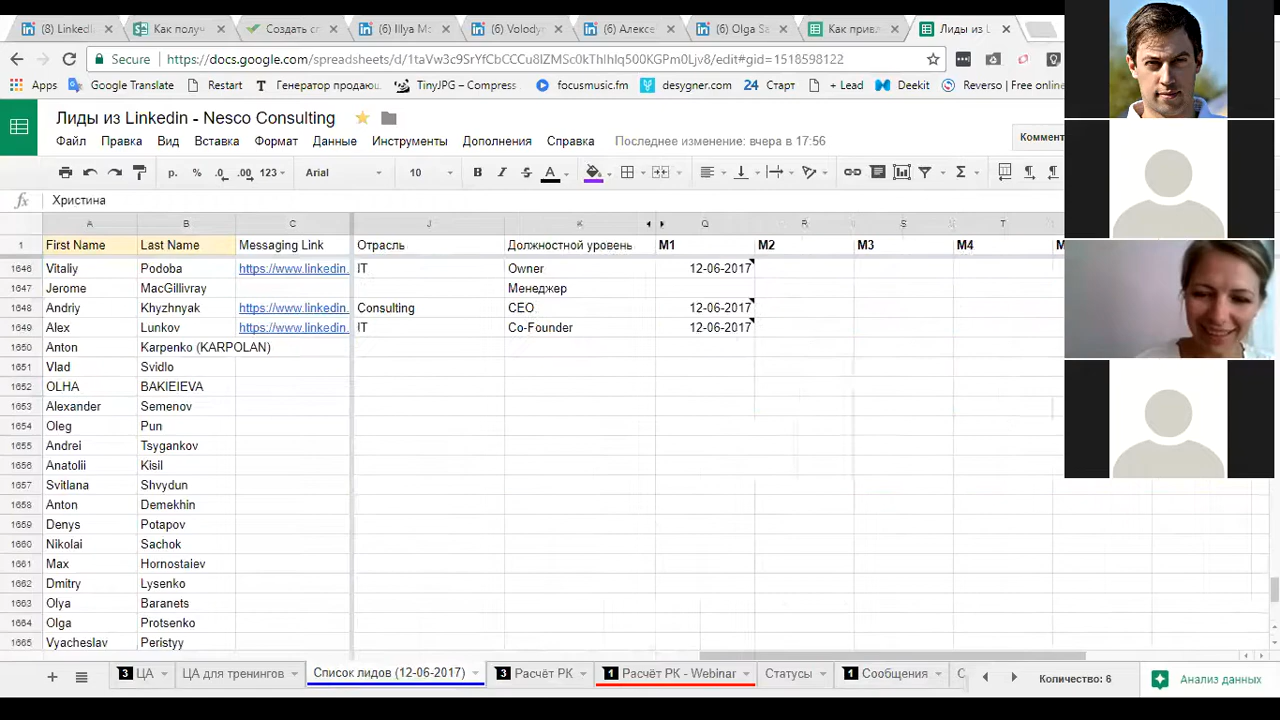 (8) Linkedl
Как получ
Создать сп
(6) Illya M
(6) Volody
(6) Алексе
(6) Olga Sa
Как привл
Лиды из L
Secure
https://docs.google.com/
/edit#gid=1518598122
Apps
Google Translate
Restart
Генератор продаю
TinyJPG
Compress
focusmusic.fm
desygner.com
Старт
+ Lead
Deekit
Reverso | Free online
Лиды из Linkedin - Nesco Consulting
Файл Правка Вид Вставка Формат Данные Инструменты Дополнения Справка Последнее изменение: вчера в 17:56
Коммент
р. % .0 .00 123 Arial 10 B I S A Σ
fx Христина
A B C J K Q R S T
1 First Name Last Name Messaging Link Отрасль Должностной уровень M1 M2 M3 M4
1646 Vitaliy Podoba https://www.linkedin. IT Owner 12-06-2017
1647 Jerome MacGillivray Менеджер
1648 Andriy Khyzhnyak https://www.linkedin. Consulting CEO 12-06-2017
1649 Alex Lunkov https://www.linkedin. IT Co-Founder 12-06-2017
1650 Anton Karpenko (KARPOLAN)
1651 Vlad Svidlo
1652 OLHA BAKIEIEVA
1653 Alexander Semenov
1654 Oleg Pun
1655 Andrei Tsygankov
1656 Anatolii Kisil
1657 Svitlana Shvydun
1658 Anton Demekhin
1659 Denys Potapov
1660 Nikolai Sachok
1661 Max Hornostaiev
1662 Dmitry Lysenko
1663 Olya Baranets
1664 Olga Protsenko
1665 Vyacheslav Peristyy
3 ЦА
ЦА для тренингов
Список лидов (12-06-2017)
3 Расчёт РК
1 Расчёт РК - Webinar
Статусы
1 Сообщения
С
Количество: 6
Анализ данных